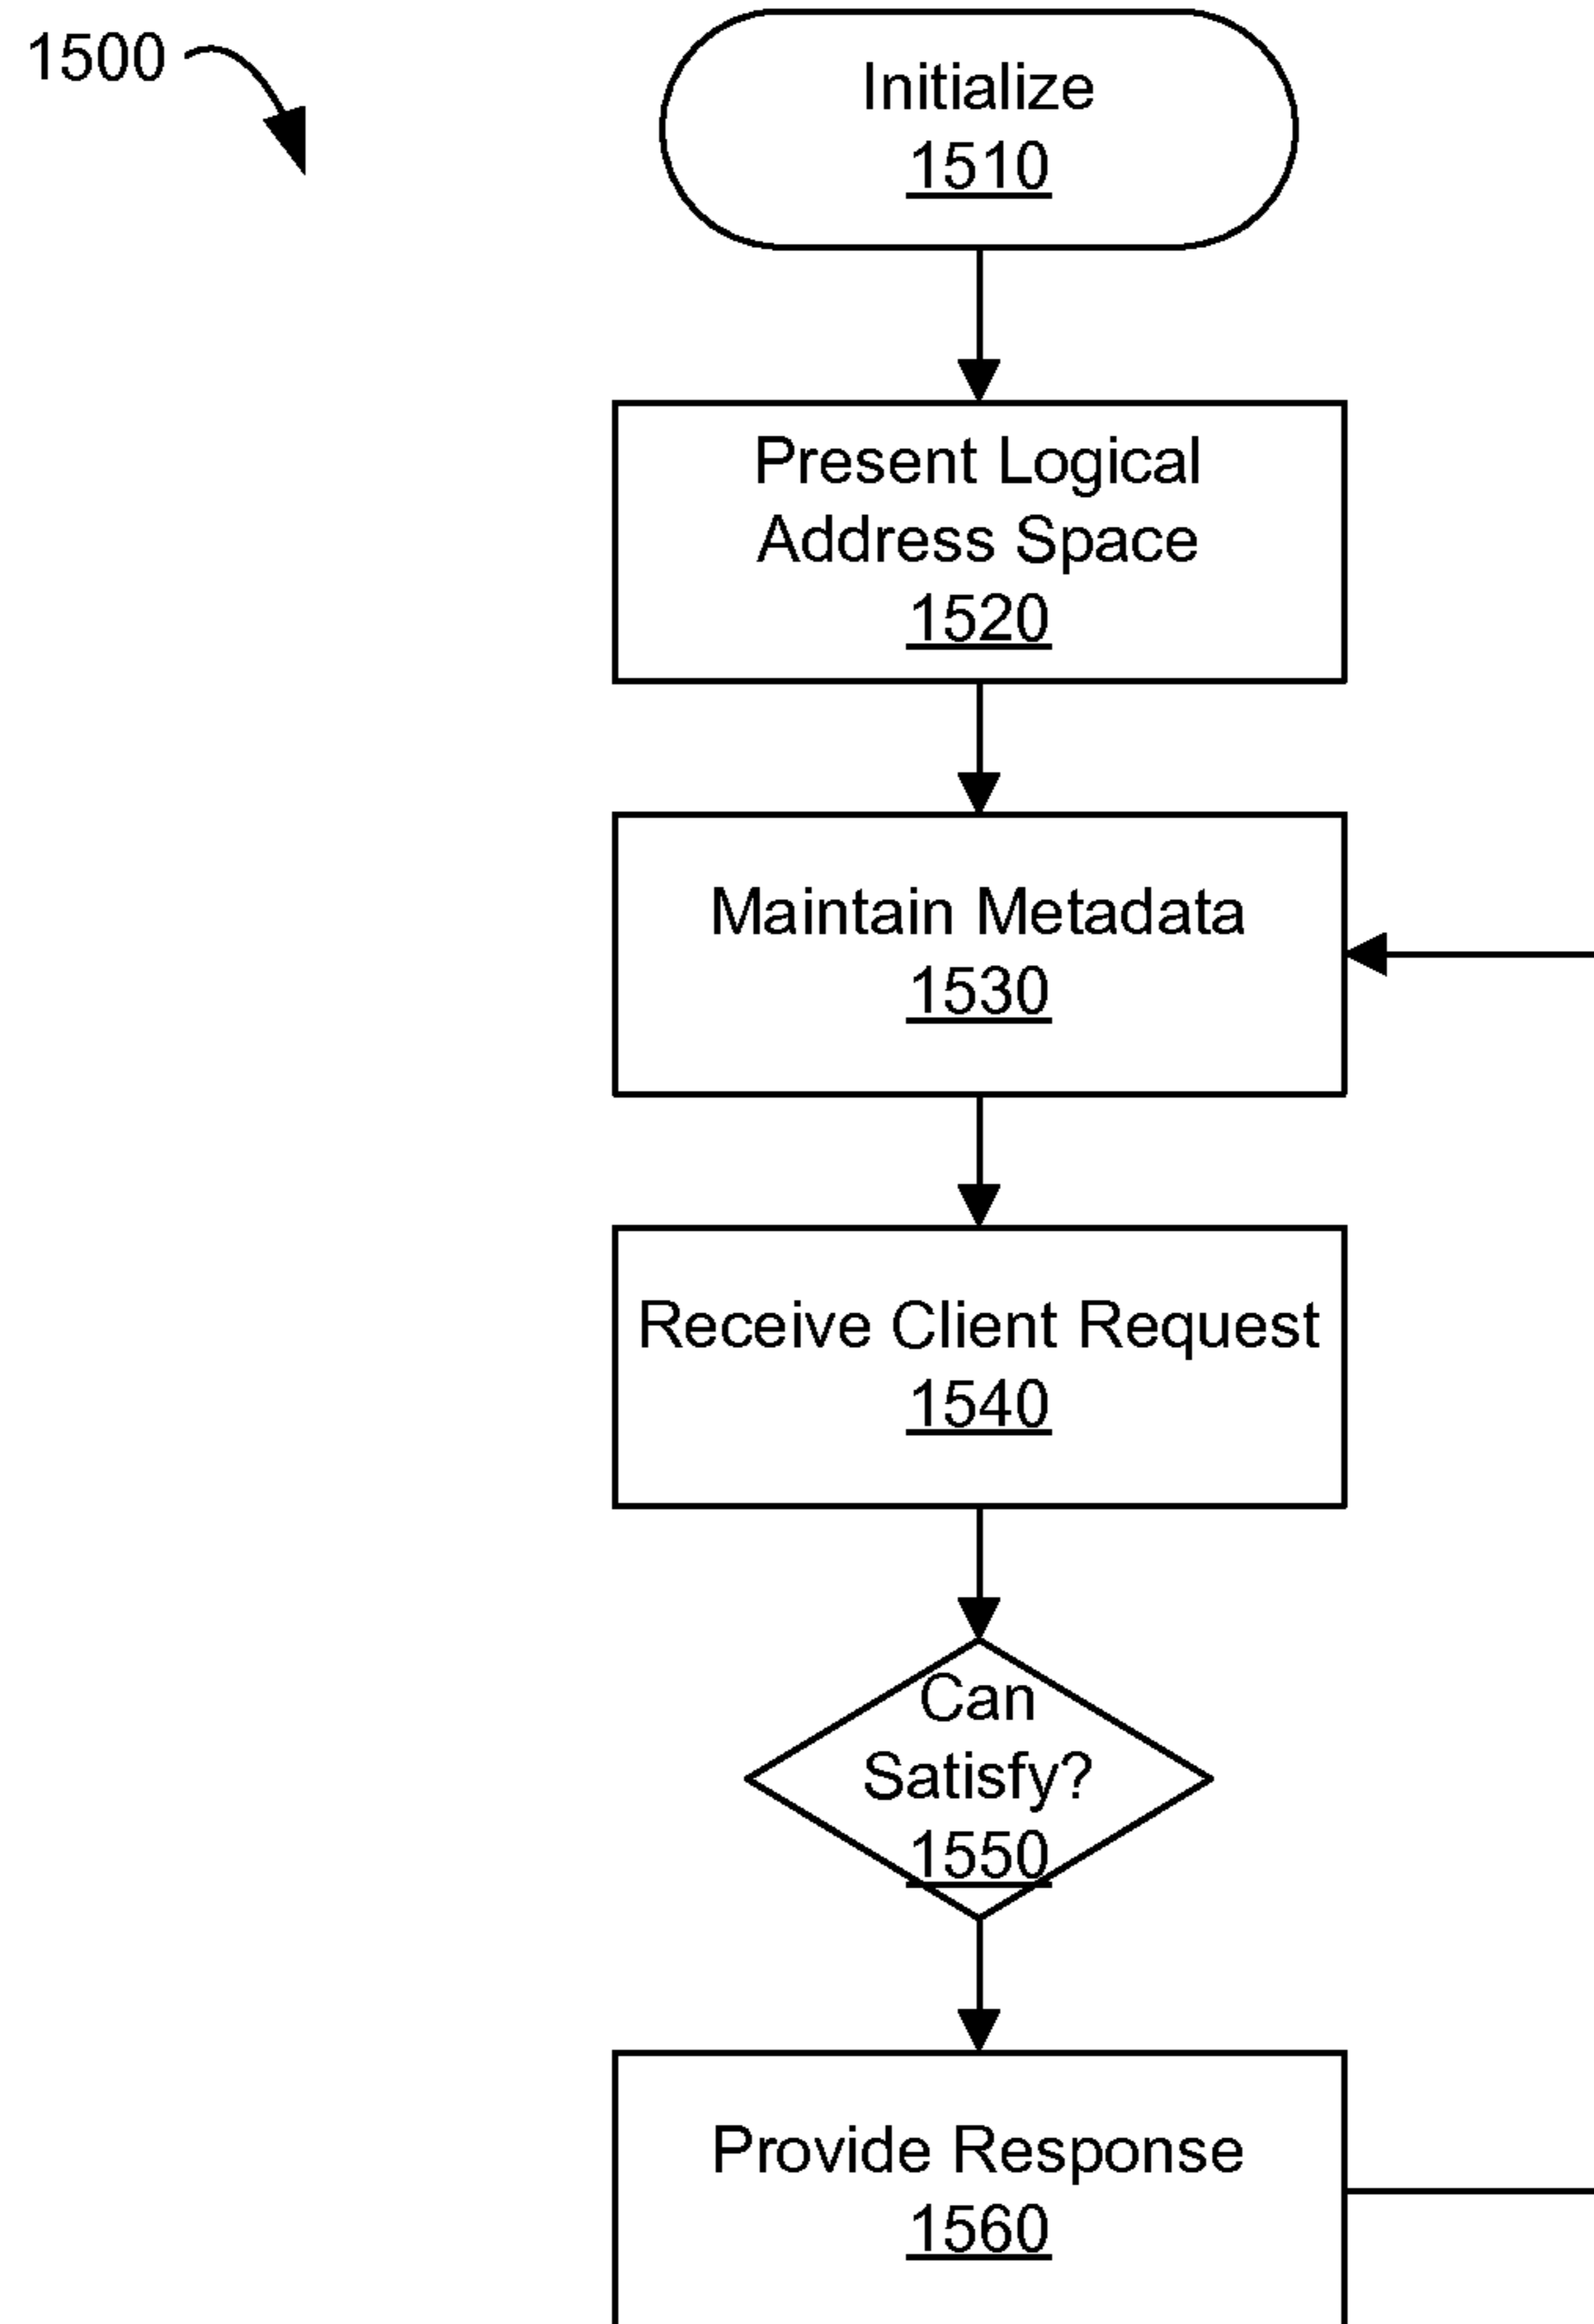 1500
Initialize
1510
Present Logical
Address Space
1520
Maintain Metadata
1530
Receive Client Request
1540
Can
Satisfy?
1550
Provide Response
1560